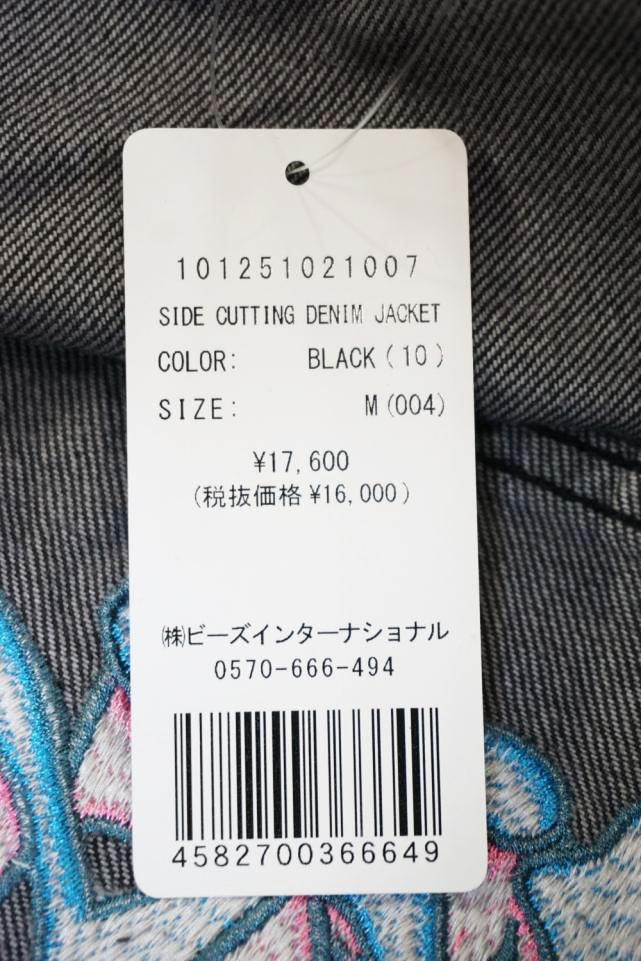 101251021007
SIDE CUTTING DENIM JACKET
COLOR: BLACK(10)
SIZE: M(004)
¥17,600
(税抜価格 ¥16,000)
㈱ビーズインターナショナル
0570-666-494
4582700366649